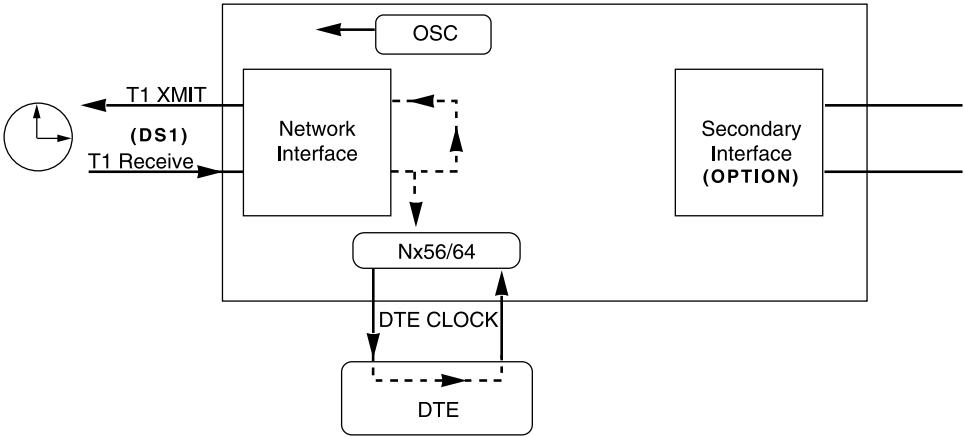 OSC
T1 XMIT
(DS1)
T1 Receive
Network
Interface
Secondary
Interface
(OPTION)
Nx56/64
DTE CLOCK
DTE